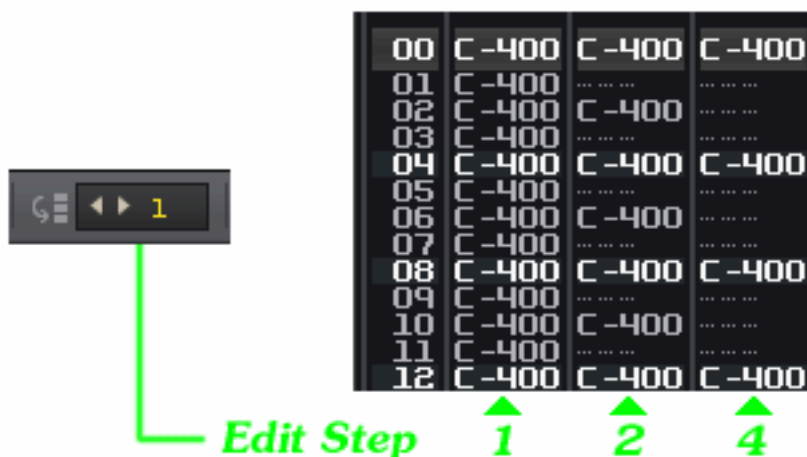 00 C-400 C-400 C-400
01 C-400 ... ... ... ... ... ...
02 C-400 C-400 ... ... ...
03 C-400 ... ... ... ... ... ...
04 C-400 C-400 C-400
05 C-400 ... ... ... ... ... ...
06 C-400 C-400 ... ... ...
07 C-400 ... ... ... ... ... ...
08 C-400 C-400 C-400
09 C-400 ... ... ... ... ... ...
10 C-400 C-400 ... ... ...
11 C-400 ... ... ... ... ... ...
12 C-400 C-400 C-400
1
Edit Step 1 2 4